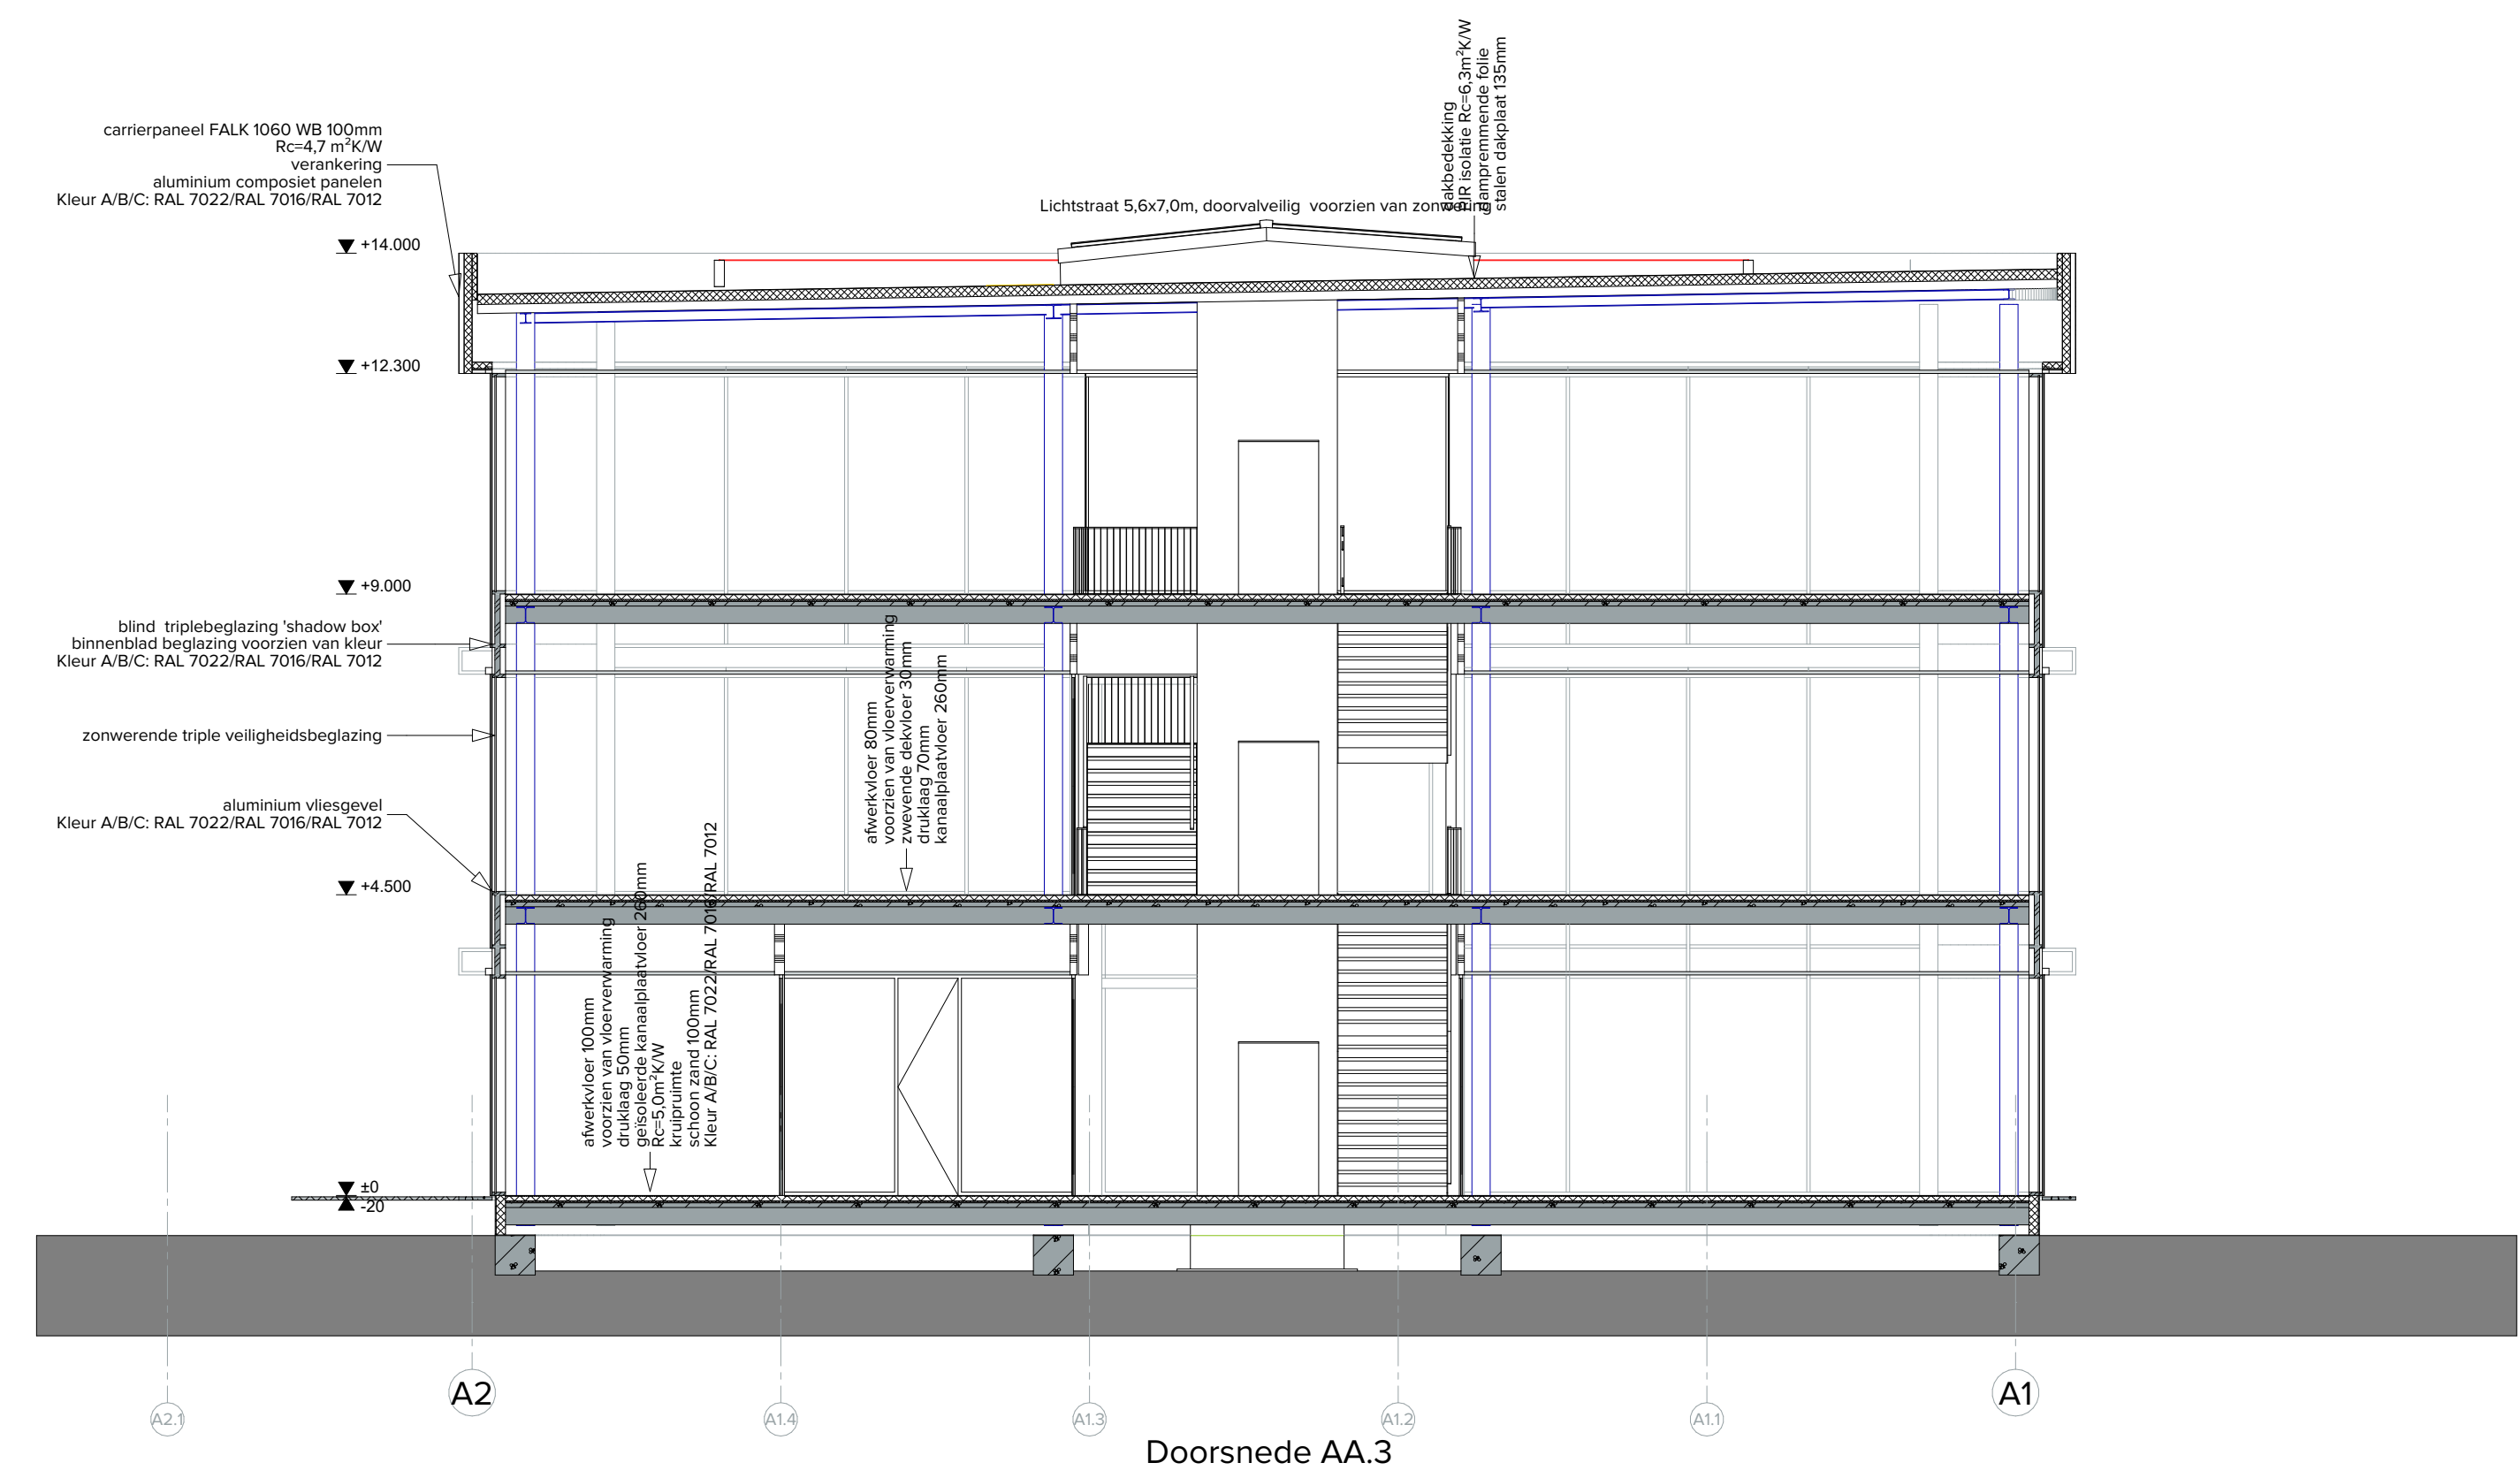 dakbedekking
PIR isolatie Rc=6,3m²K/W
dampremmende folie
stalen dakplaat 135mm
carrierpaneel FALK 1060 WB 100mm
Rc=4,7 m²K/W
verankering
aluminium composiet panelen
Kleur A/B/C: RAL 7022/RAL 7016/RAL 7012
Lichtstraat 5,6x7,0m, doorvalveilig  voorzien van zonwering
+14.000
+12.300
+9.000
blind  triplebeglazing 'shadow box'
binnenblad beglazing voorzien van kleur
Kleur A/B/C: RAL 7022/RAL 7016/RAL 7012
zonwerende triple veiligheidsbeglazing
afwerkvloer 80mm
voorzien van vloerverwarming
zwevende dekvloer 30mm
druklaag 70mm
kanaalplaatvloer 260mm
aluminium vliesgevel
Kleur A/B/C: RAL 7022/RAL 7016/RAL 7012
+4.500
afwerkvloer 100mm
voorzien van vloerverwarming
druklaag 50mm
geïsoleerde kanaalplaatvloer 260mm
Rc=5,0m²K/W
kruipruimte
schoon zand 100mm
Kleur A/B/C: RAL 7022/RAL 7016/RAL 7012
±0
-20
A2
A1
A2.1
A1.4
A1.3
A1.2
A1.1
Doorsnede AA.3